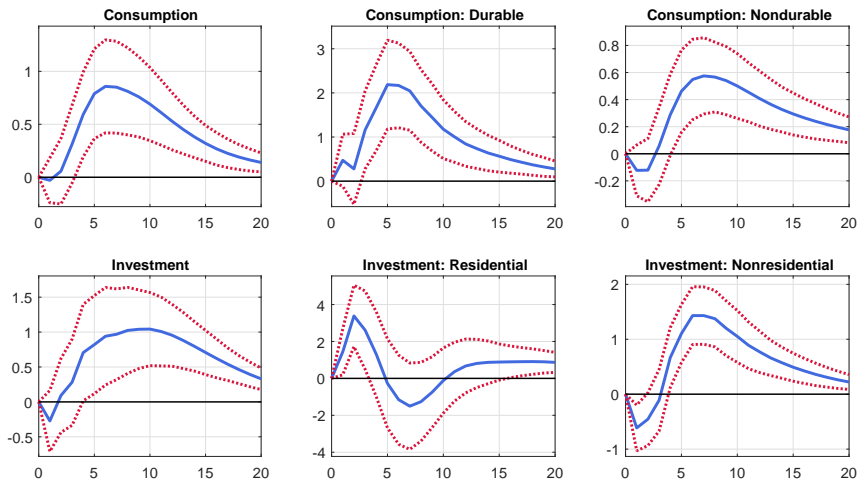 Consumption
Consumption: Durable
Consumption: Nondurable
1
0.5
0
0 5 10 15 20
3
2
1
0
0 5 10 15 20
0.8
0.6
0.4
0.2
0
-0.2
0 5 10 15 20
Investment
Investment: Residential
Investment: Nonresidential
1.5
1
0.5
0
-0.5
0 5 10 15 20
4
2
0
-2
-4
0 5 10 15 20
2
1
0
-1
0 5 10 15 20